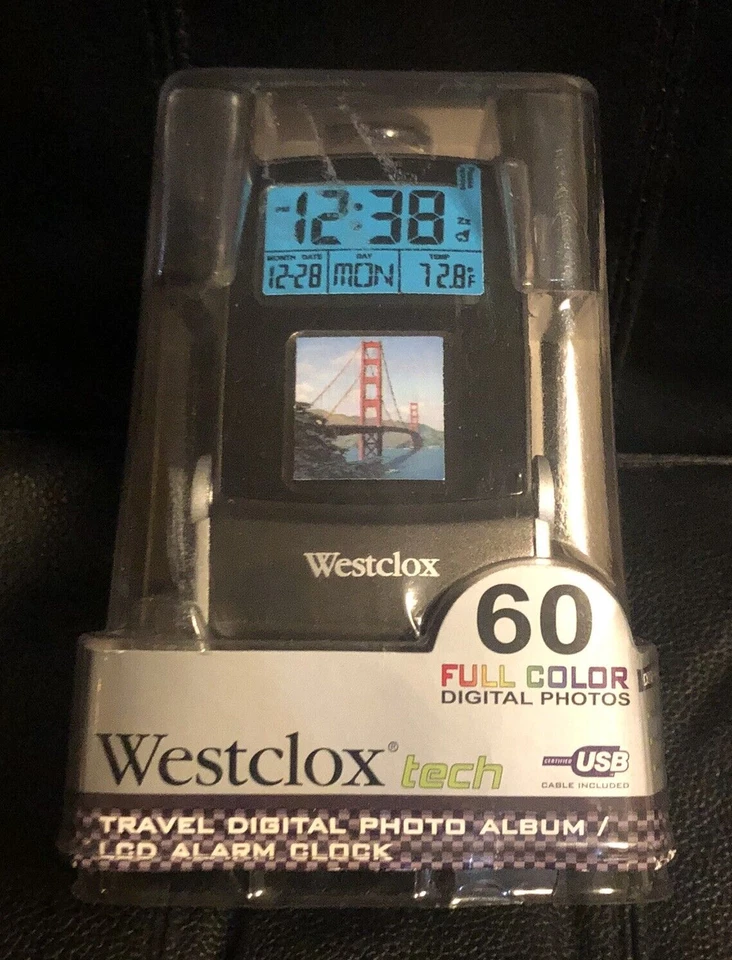 PM 12:38
MONTH DATE DAY TEMP
12-28 MON 72.8°F
Westclox
60
FULL COLOR
DIGITAL PHOTOS
Westclox® tech
CERTIFIED USB
CABLE INCLUDED
TRAVEL DIGITAL PHOTO ALBUM /
LCD ALARM CLOCK